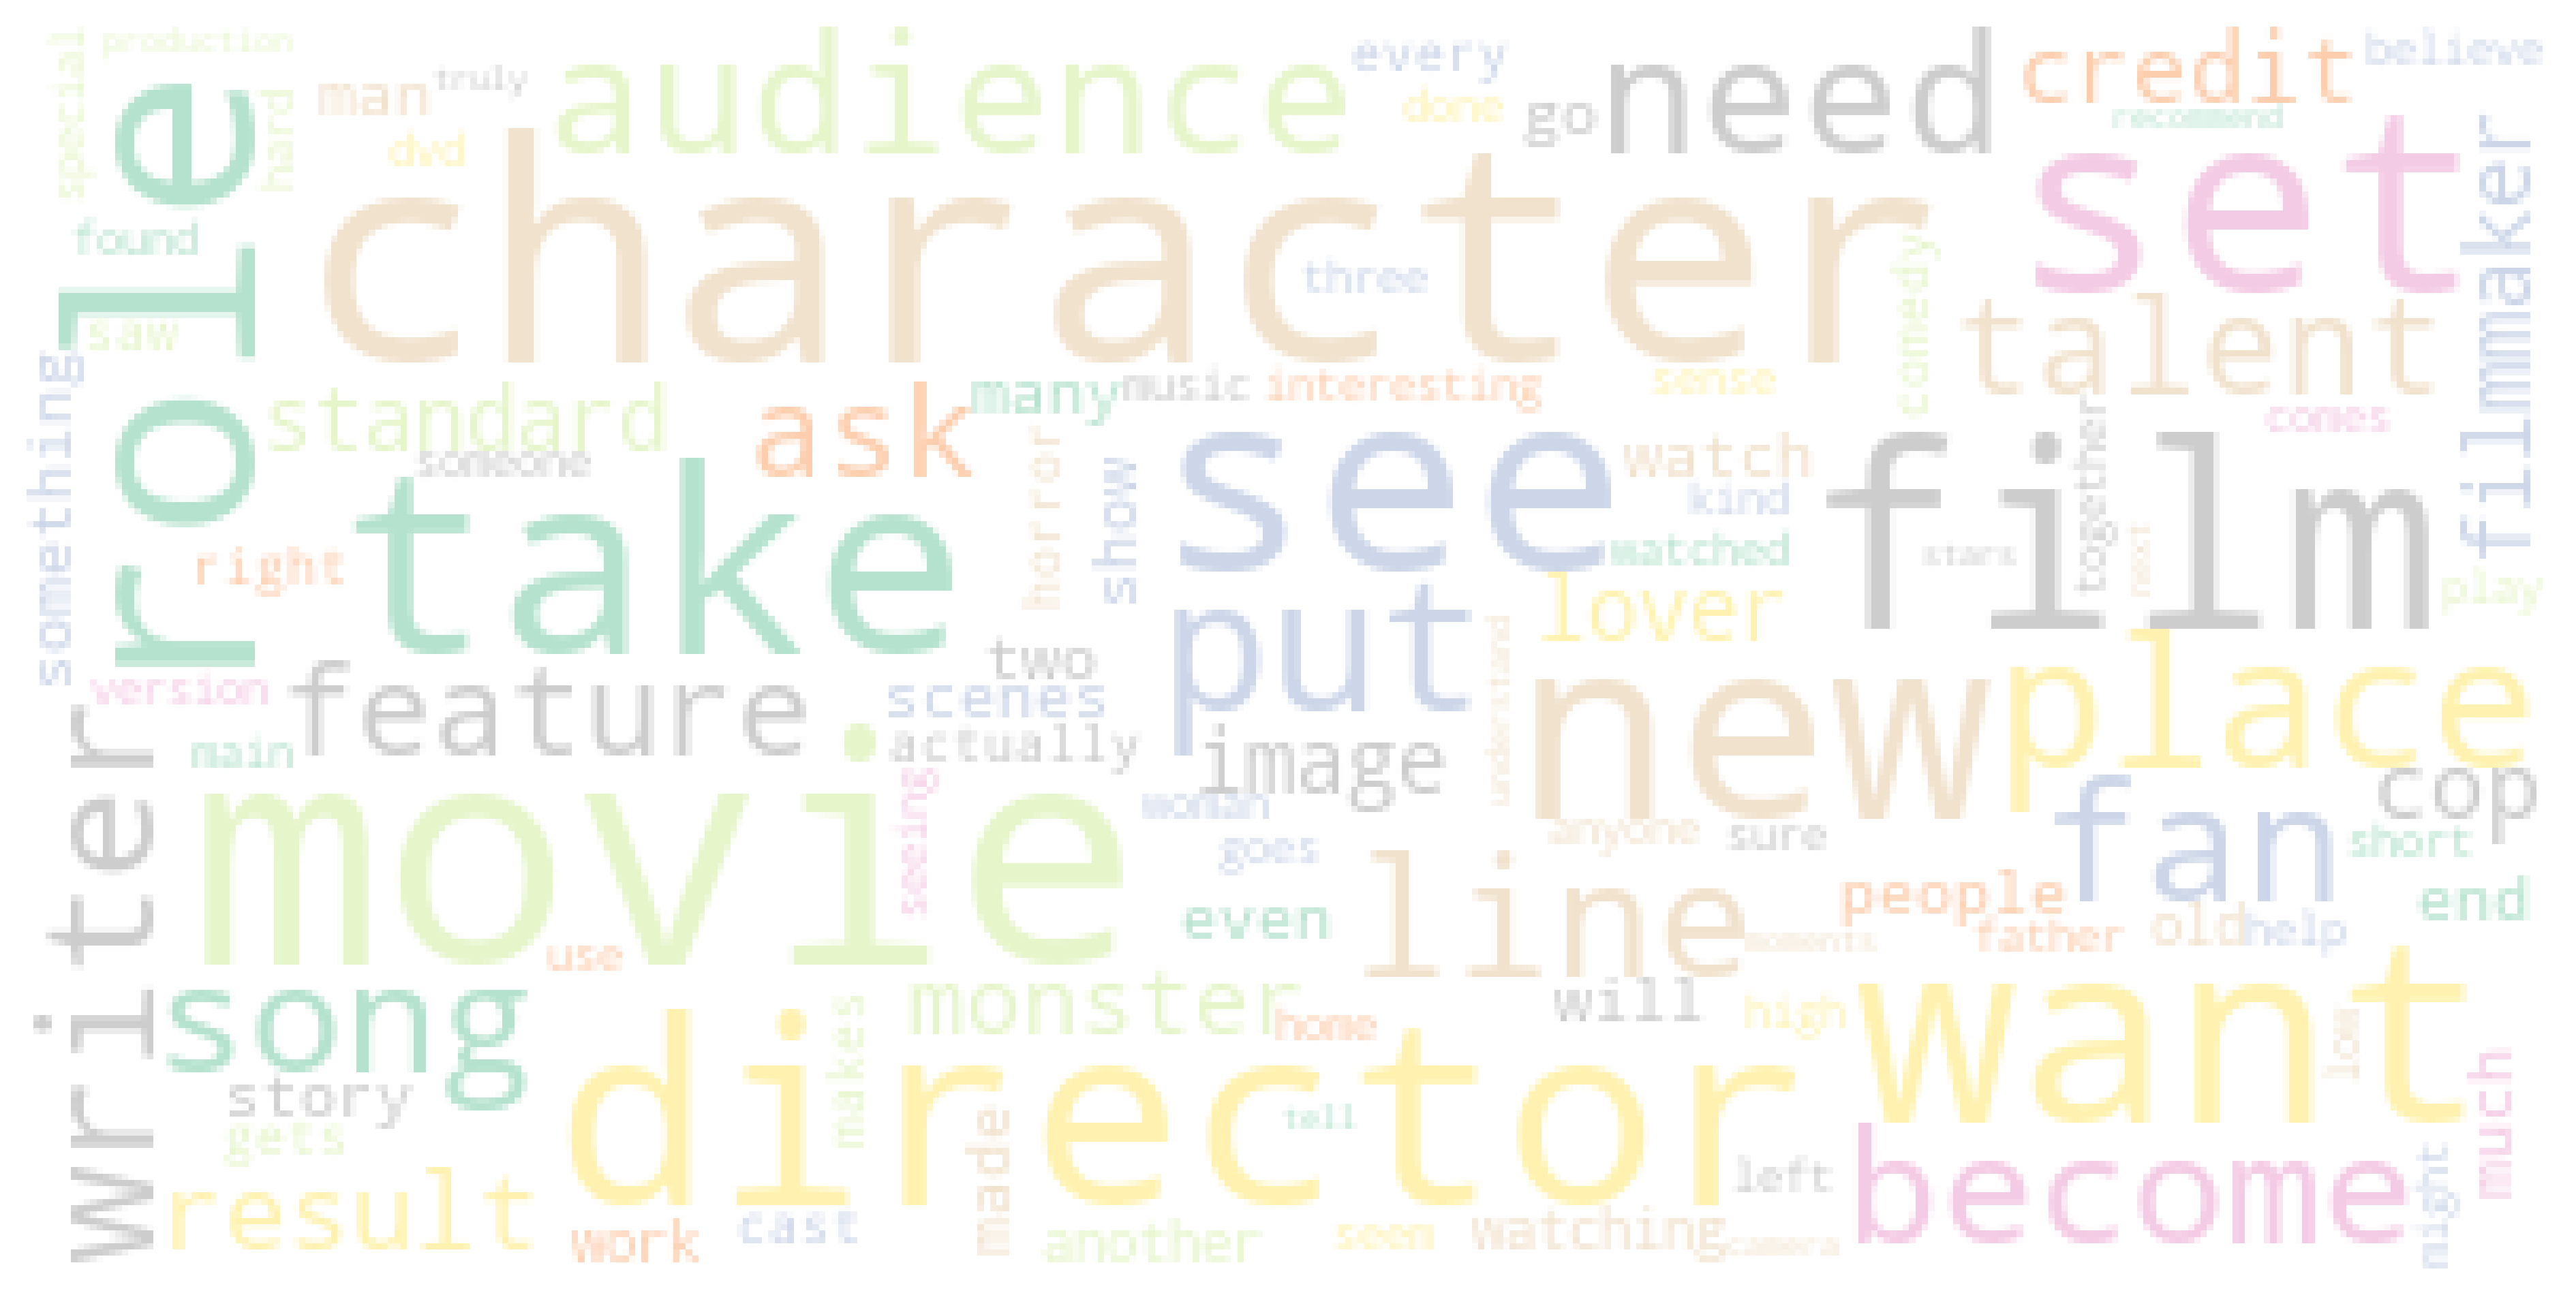 special
production
man
truly
audience
every
done
go
need
credit
believe
recommend
hard
dvd
role
character
set
filmmaker
found
three
comedy
saw
talent
something
standard
ask
many
music
interesting
sense
comes
someone
horror
show
see
watch
kind
film
together
right
take
matched
stars
next
play
put
lover
understand
two
version
feature
scenes
new
place
writer
main
actually
image
cop
movie
seeing
woman
goes
anyone
sure
fan
short
line
even
people
end
use
moments
father
old
help
song
monster
home
will
high
want
story
makes
director
much
gets
made
tell
left
become
might
result
work
cast
another
seen
watching
camera